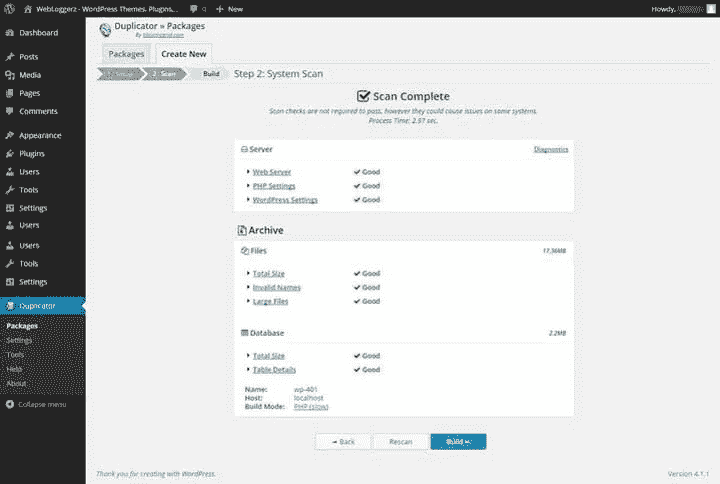 WebLoggerz - WordPress Themes, Plugins,...
0
+ New
Howdy,
Dashboard
Posts
Media
Pages
Comments
Appearance
Plugins
Users
Tools
Settings
Users
Users
Tools
Settings
Duplicator
Packages
Settings
Tools
Help
About
Collapse menu
Duplicator » Packages
By
Packages
Create New
2. Scan
Build
Step 2: System Scan
Scan Complete
Scan checks are not required to pass, however they could cause issues on some systems.
Process Time: 2.97 sec.
Server
Diagnostics
Web Server
Good
PHP Settings
Good
WordPress Settings
Good
Archive
Files
17.36MB
Total Size
Good
Invalid Names
Good
Large Files
Good
Database
2.2MB
Total Size
Good
Table Details
Good
Name: wp-401
Host: localhost
Build Mode: PHP (slow)
Back
Rescan
Build
Thank you for creating with WordPress.
Version 4.1.1